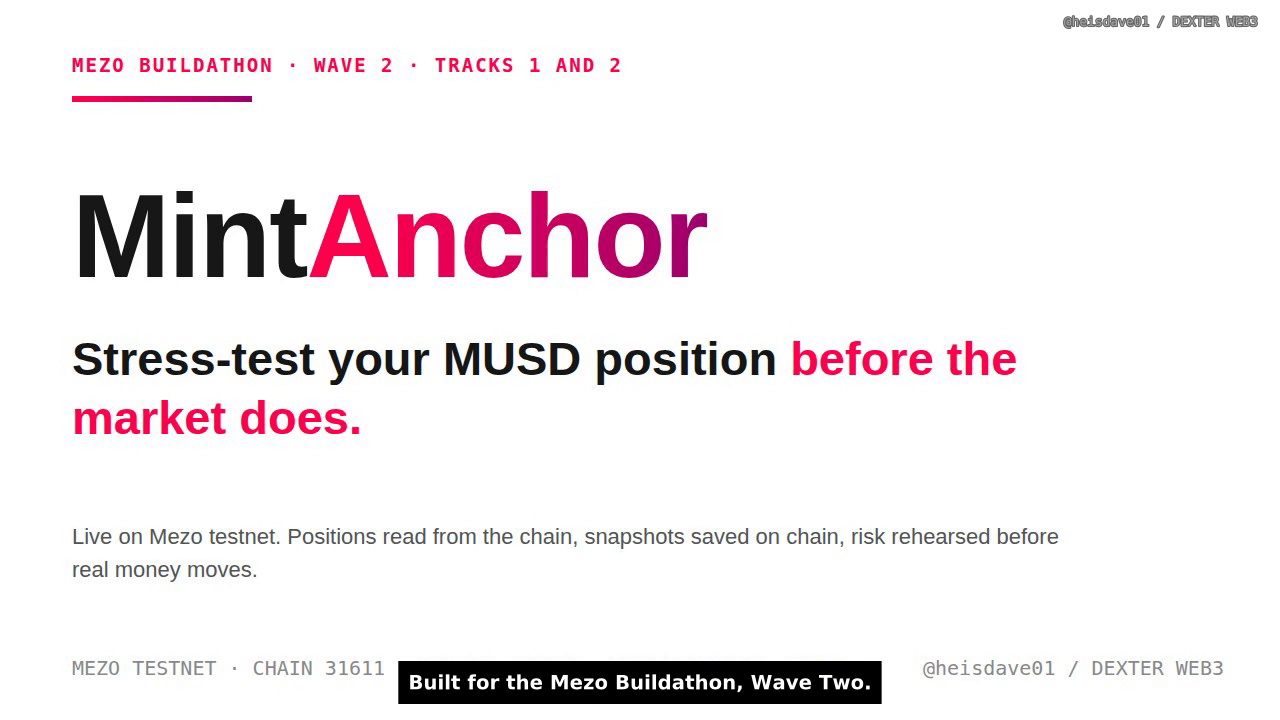 @heisdave01 / DEXTER WEB3
MEZO BUILDATHON · WAVE 2 · TRACKS 1 AND 2
MintAnchor
Stress-test your MUSD position before the
market does.
Live on Mezo testnet. Positions read from the chain, snapshots saved on chain, risk rehearsed before
real money moves.
MEZO TESTNET · CHAIN 31611
Built for the Mezo Buildathon, Wave Two.
@heisdave01 / DEXTER WEB3